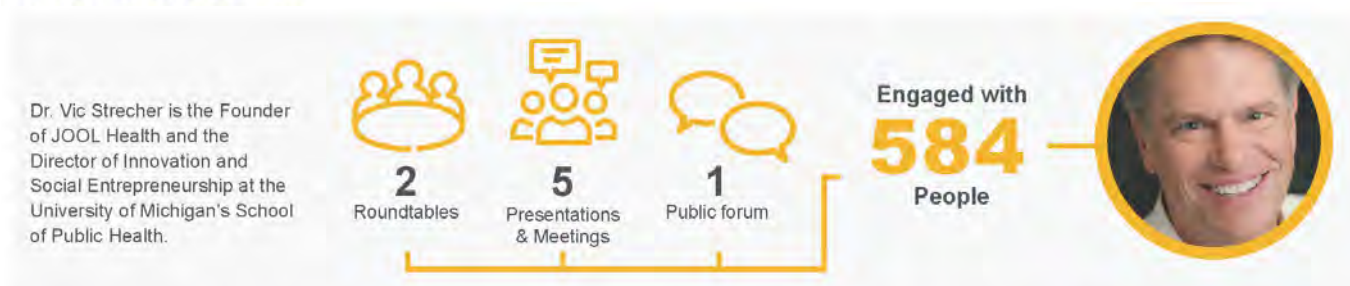 Dr. Vic Strecher is the Founder
of JOOL Health and the
Director of Innovation and
Social Entrepreneurship at the
University of Michigan's School
of Public Health.
2
Roundtables
5
Presentations
& Meetings
1
Public forum
Engaged with
584
People